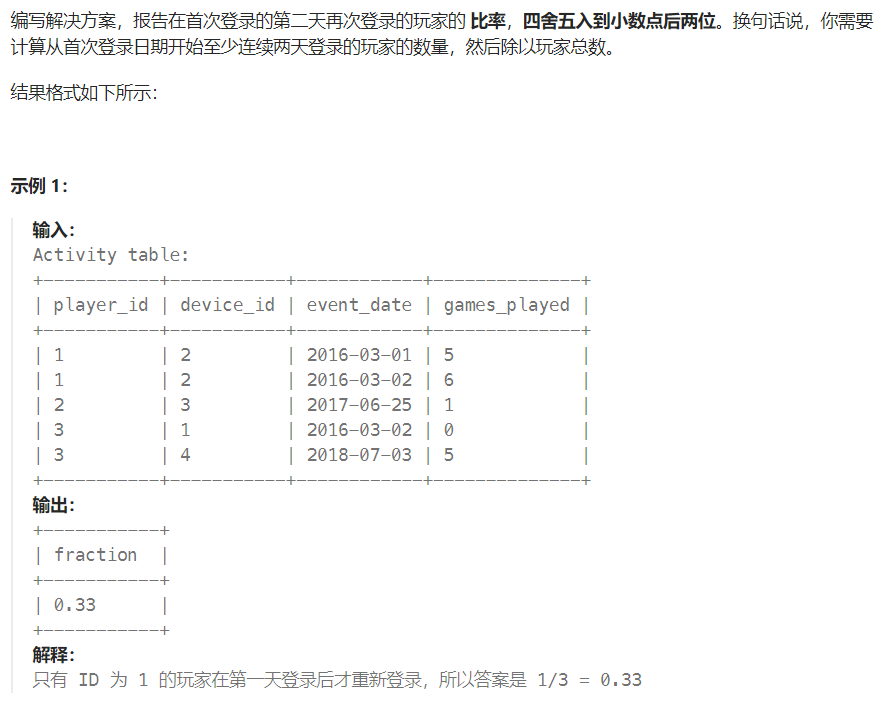 编写解决方案，报告在首次登录的第二天再次登录的玩家的 比率，四舍五入到小数点后两位。换句话说，你需要
计算从首次登录日期开始至少连续两天登录的玩家的数量，然后除以玩家总数。
结果格式如下所示：
示例 1：
输入：
Activity table:
+-----------+-----------+------------+--------------+
| player_id | device_id | event_date | games_played |
+-----------+-----------+------------+--------------+
| 1         | 2         | 2016-03-01 | 5            |
| 1         | 2         | 2016-03-02 | 6            |
| 2         | 3         | 2017-06-25 | 1            |
| 3         | 1         | 2016-03-02 | 0            |
| 3         | 4         | 2018-07-03 | 5            |
+-----------+-----------+------------+--------------+
输出：
+-----------+
| fraction  |
+-----------+
| 0.33      |
+-----------+
解释：
只有 ID 为 1 的玩家在第一天登录后才重新登录，所以答案是 1/3 = 0.33